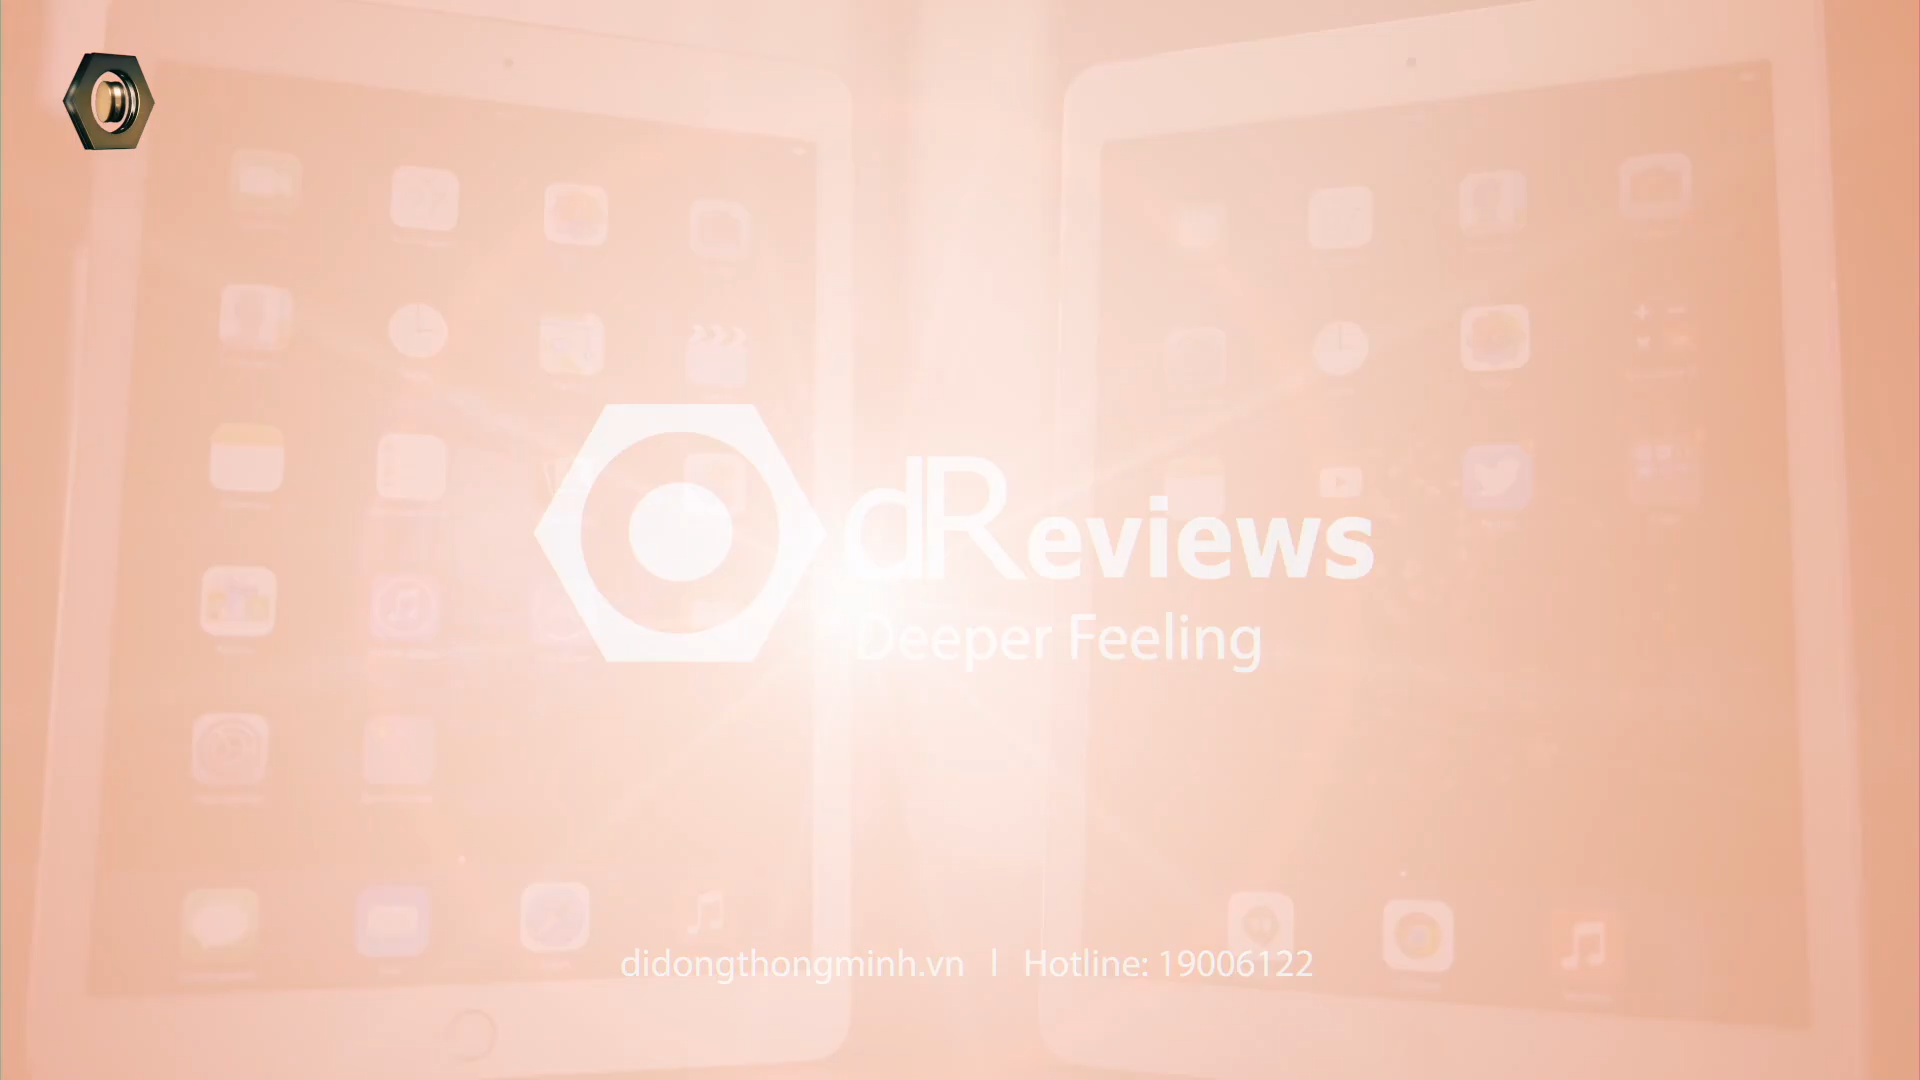 dReviews
Deeper Feeling
didongthongminh.vn | Hotline: 19006122